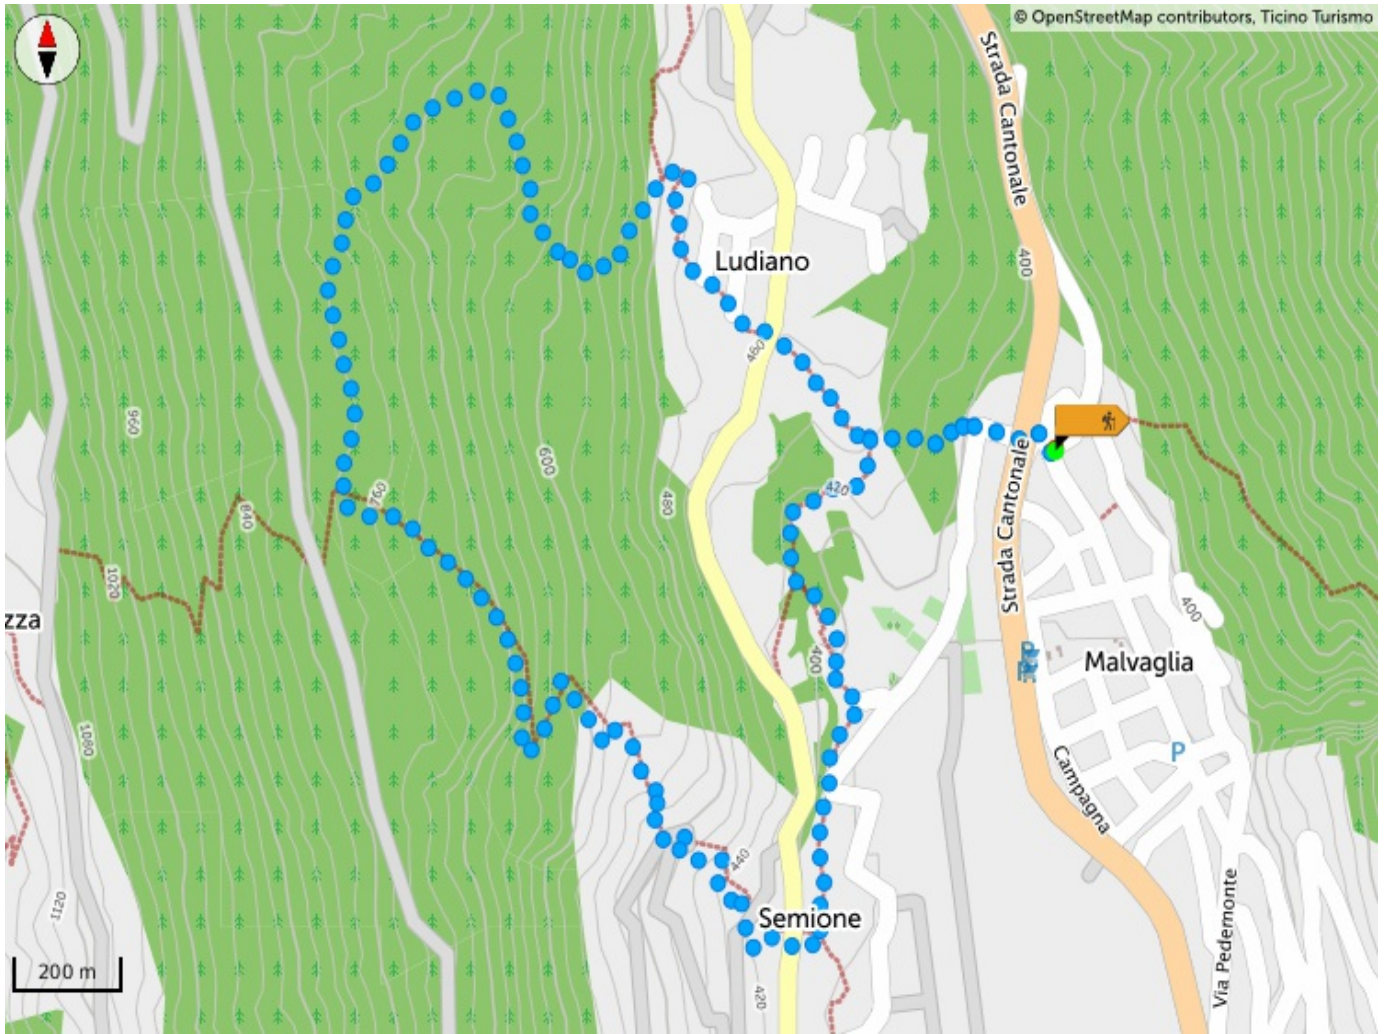 © OpenStreetMap contributors, Ticino Turismo
Strada Cantonale
400
Ludiano
460
960
600
480
760
840
420
1020
Strada Cantonale
zza
400
400
Malvaglia
P
1080
Campagna
440
1120
Semione
Via Pedemonte
200 m
420